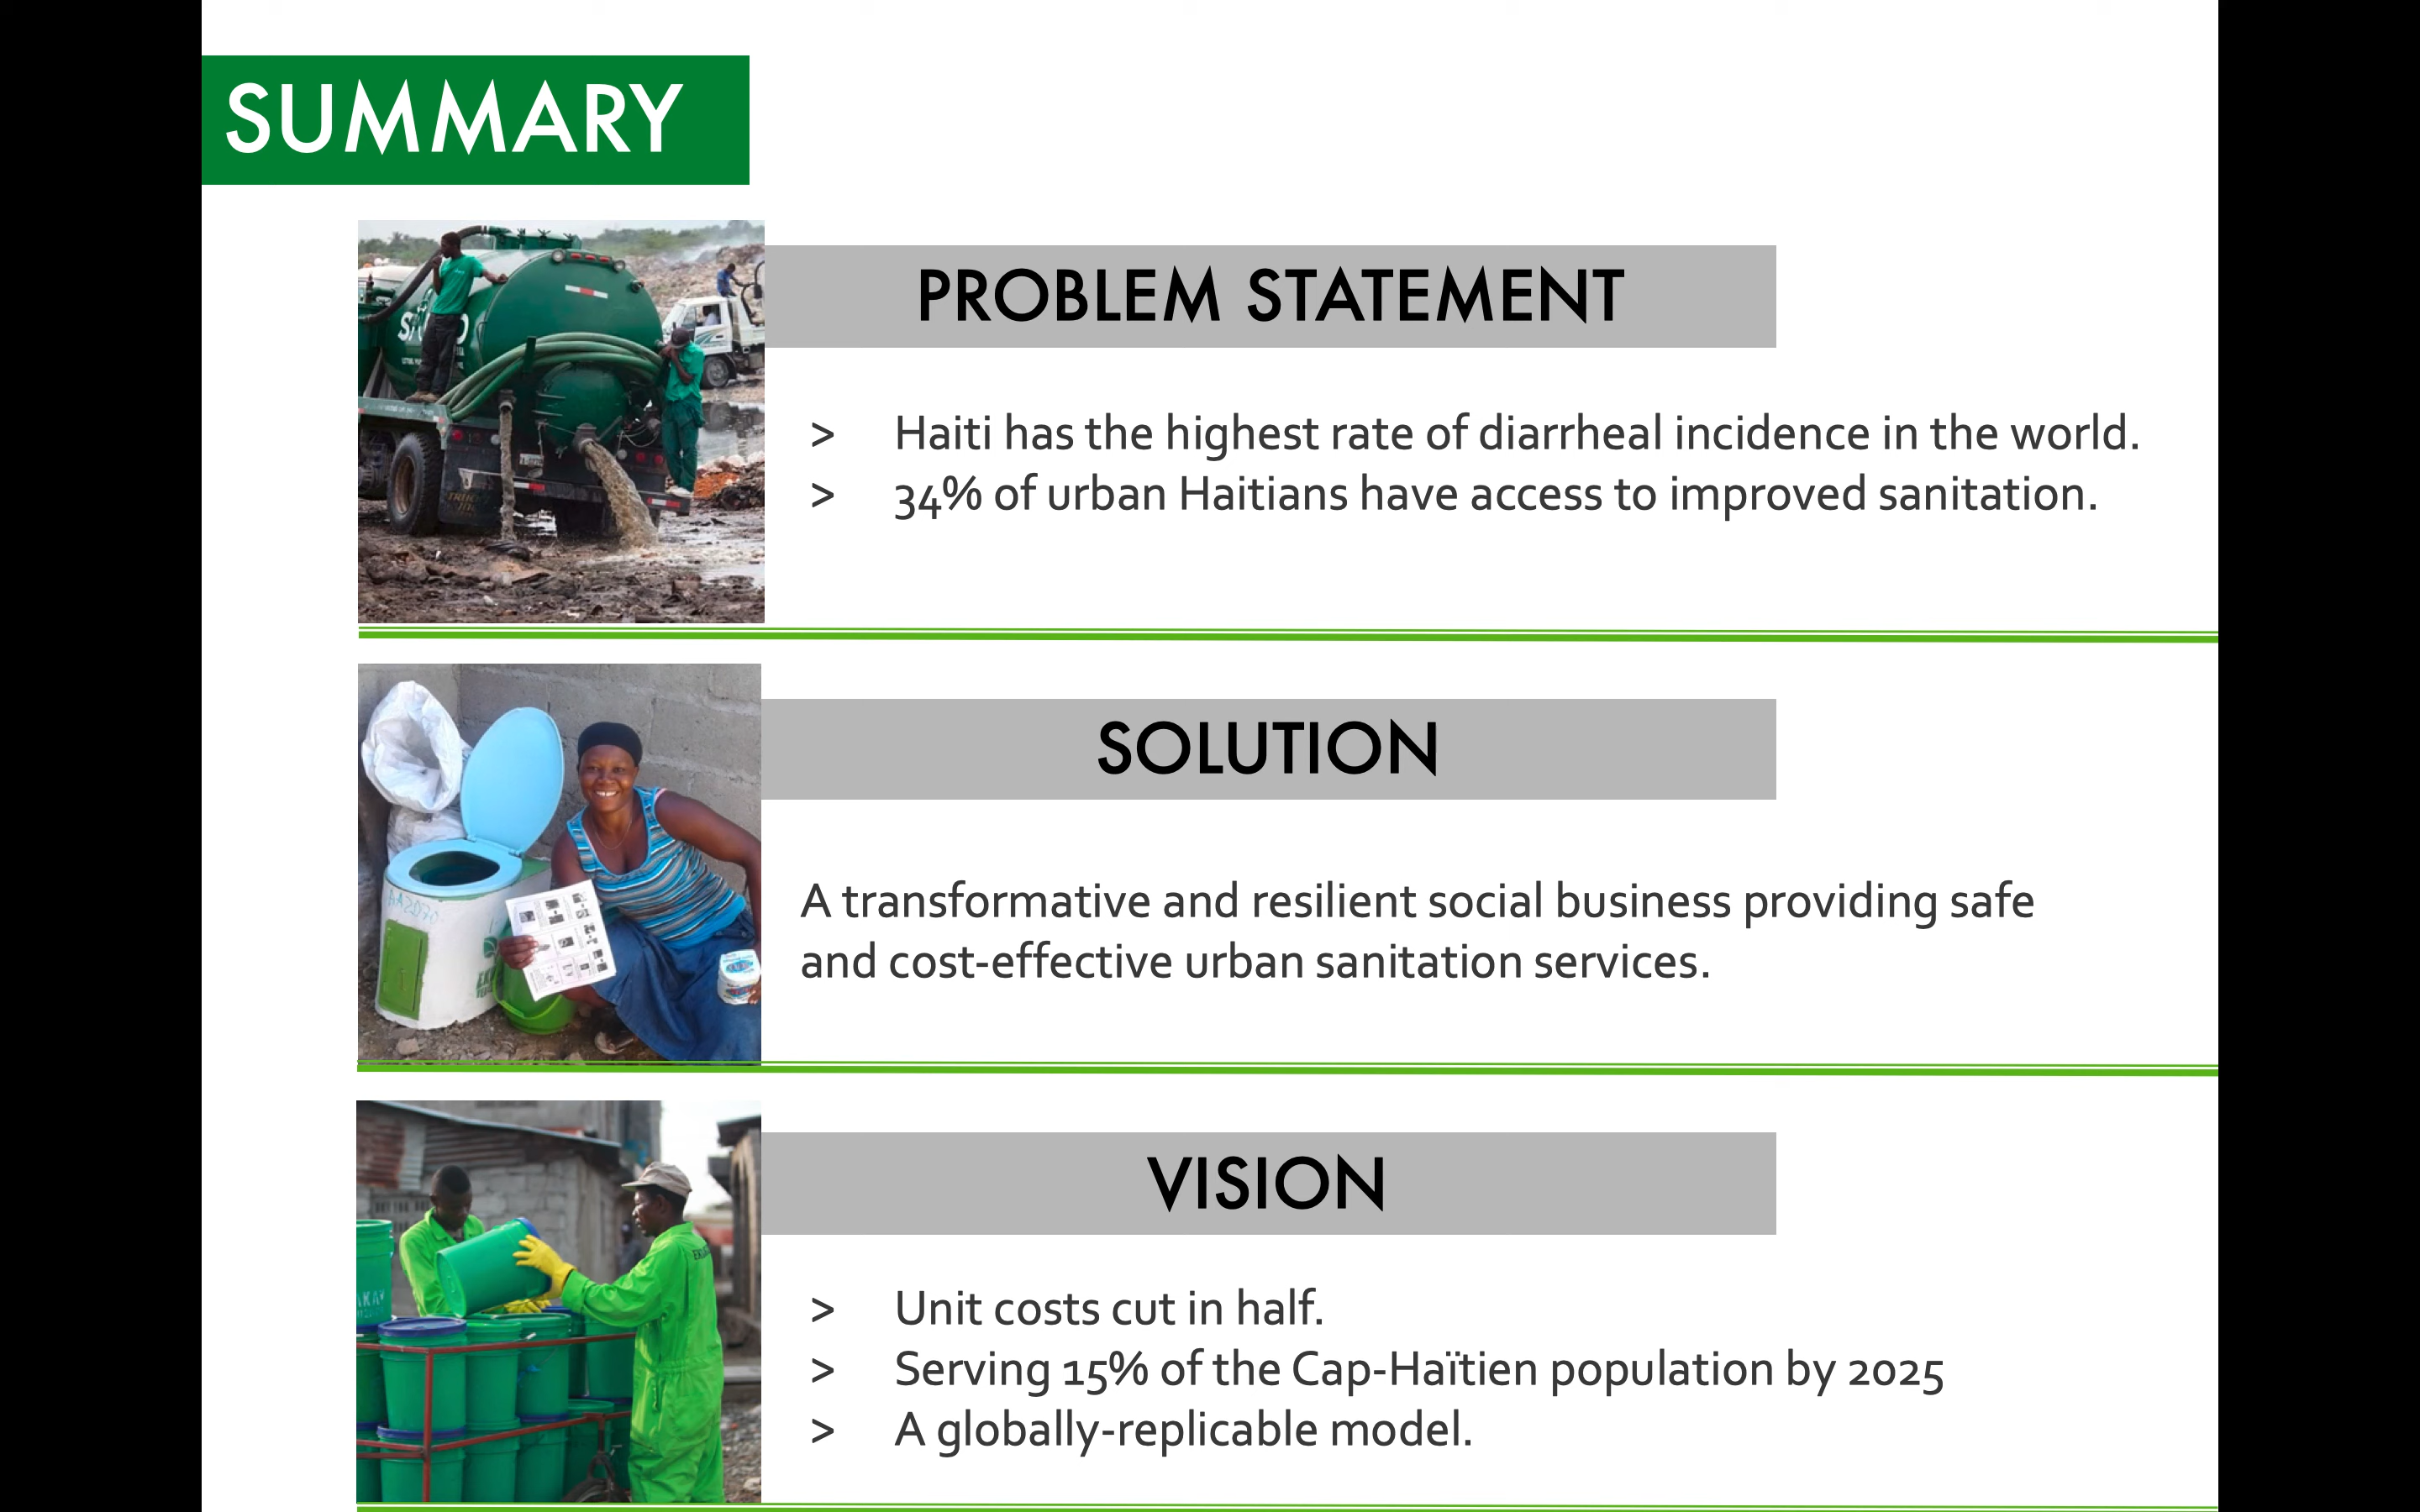 SUMMARY
PROBLEM STATEMENT
> Haiti has the highest rate of diarrheal incidence in the world.
> 34% of urban Haitians have access to improved sanitation.
SOLUTION
A transformative and resilient social business providing safe
and cost-effective urban sanitation services.
VISION
> Unit costs cut in half.
> Serving 15% of the Cap-Haïtien population by 2025
> A globally-replicable model.